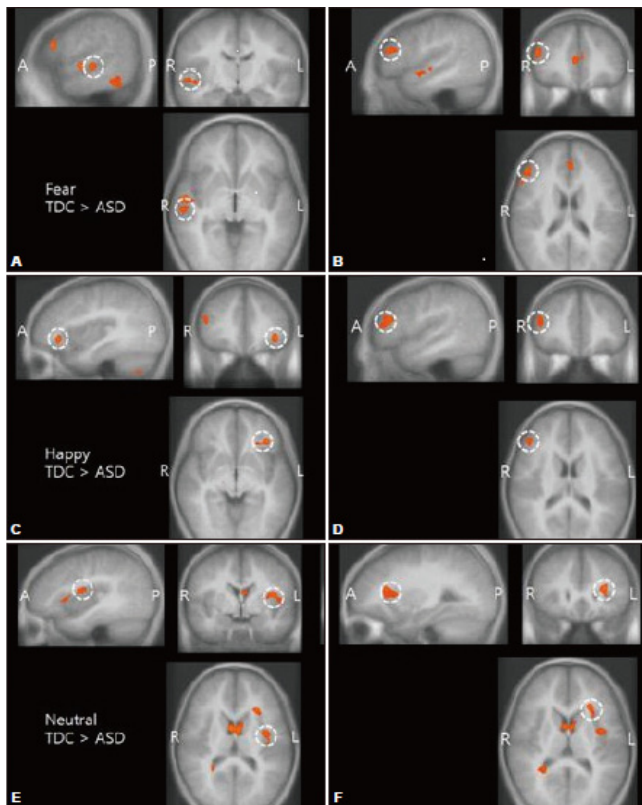 A P R L
R L
Fear
TDC > ASD
A
A P R L
R L
B
A P R L
R L
Happy
TDC > ASD
C
A P R L
R L
D
A P R L
R L
Neutral
TDC > ASD
E
A P R L
R L
F